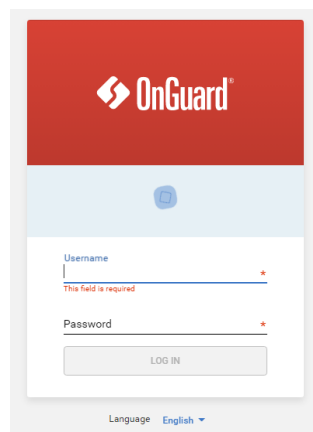 OnGuard®
Username
*
This field is required
Password *
LOG IN
Language English